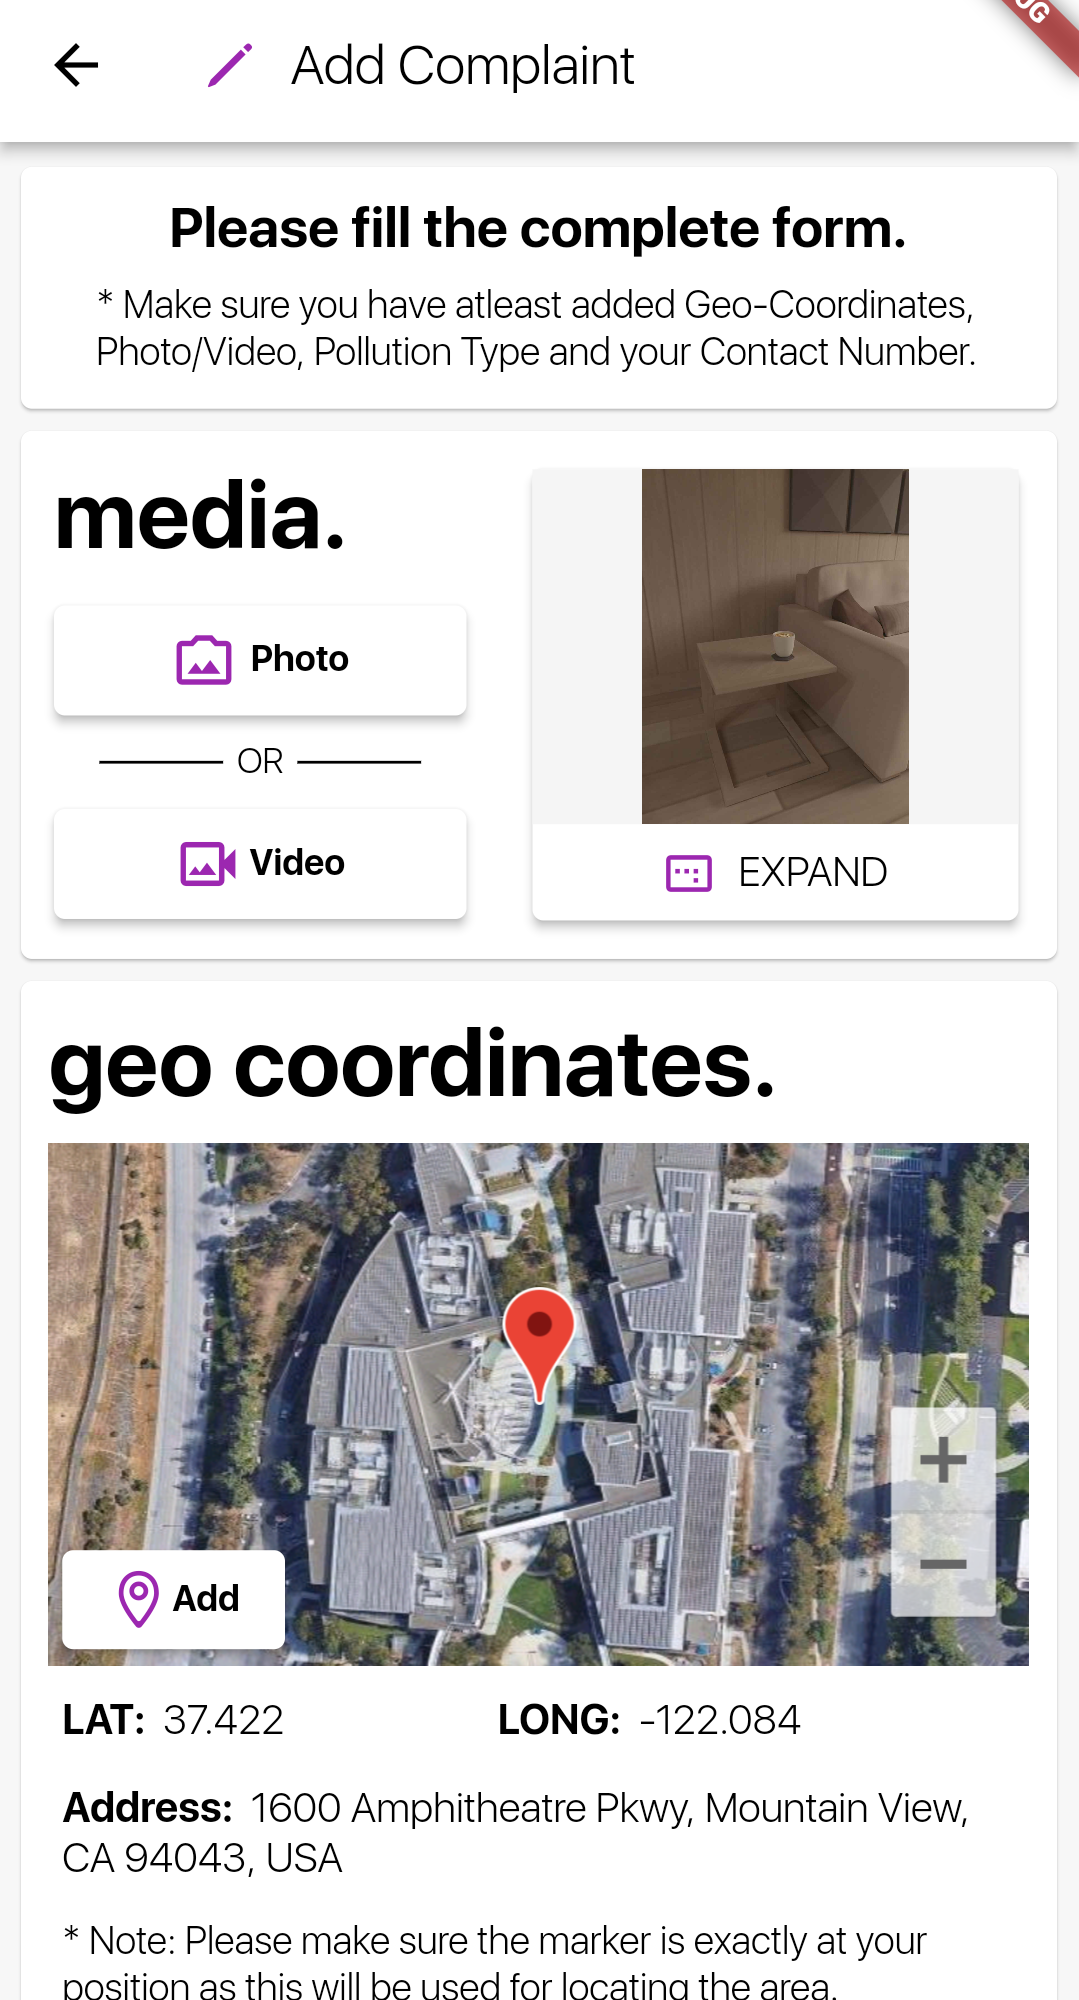 Add Complaint
Please fill the complete form.
* Make sure you have atleast added Geo-Coordinates,
Photo/Video, Pollution Type and your Contact Number.
media.
Photo
OR
Video
EXPAND
geo coordinates.
Add
LAT: 37.422 LONG: -122.084
Address: 1600 Amphitheatre Pkwy, Mountain View,
CA 94043, USA
* Note: Please make sure the marker is exactly at your
position as this will be used for locating the area.